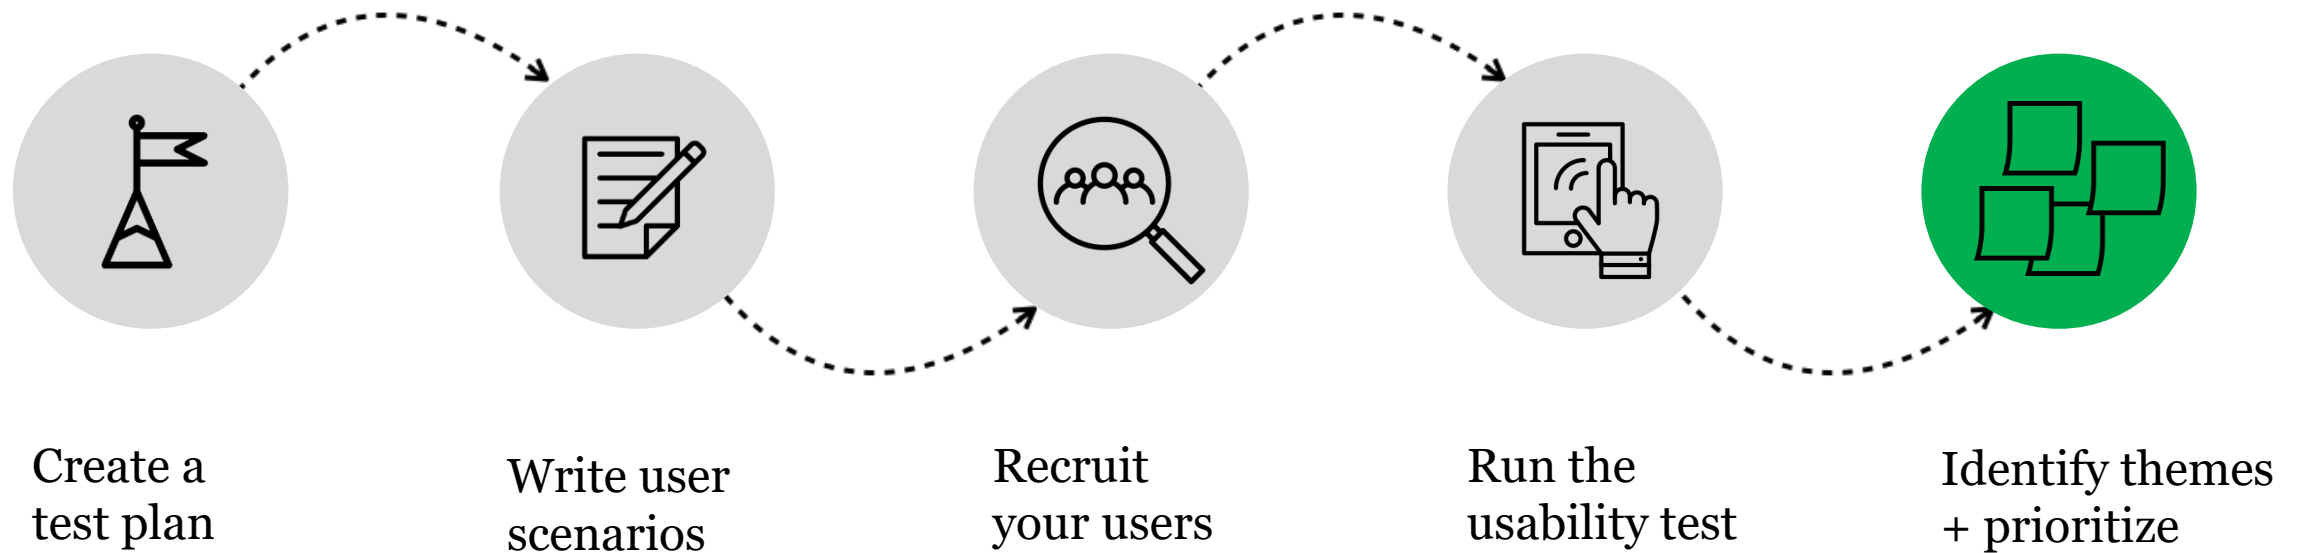 Create a
test plan
Write user
scenarios
Recruit
your users
Run the
usability test
Identify themes
+ prioritize